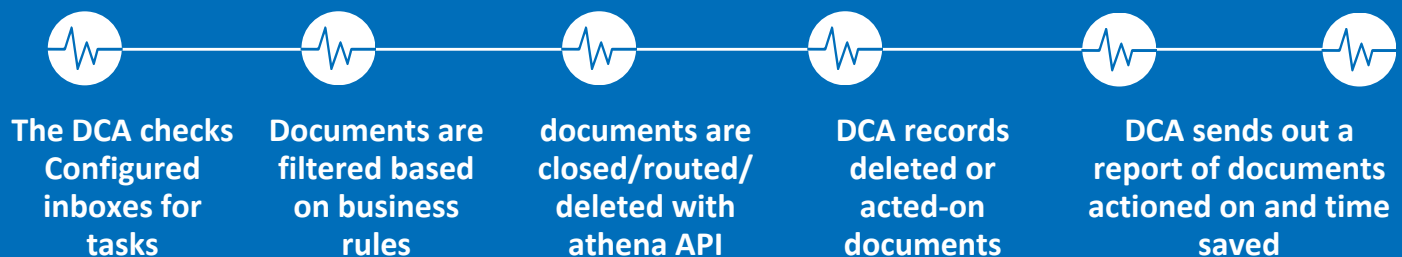 The DCA checks
Configured
inboxes for
tasks
Documents are
filtered based
on business
rules
documents are
closed/routed/
deleted with
athena API
DCA records
deleted or
acted-on
documents
DCA sends out a
report of documents
actioned on and time
saved